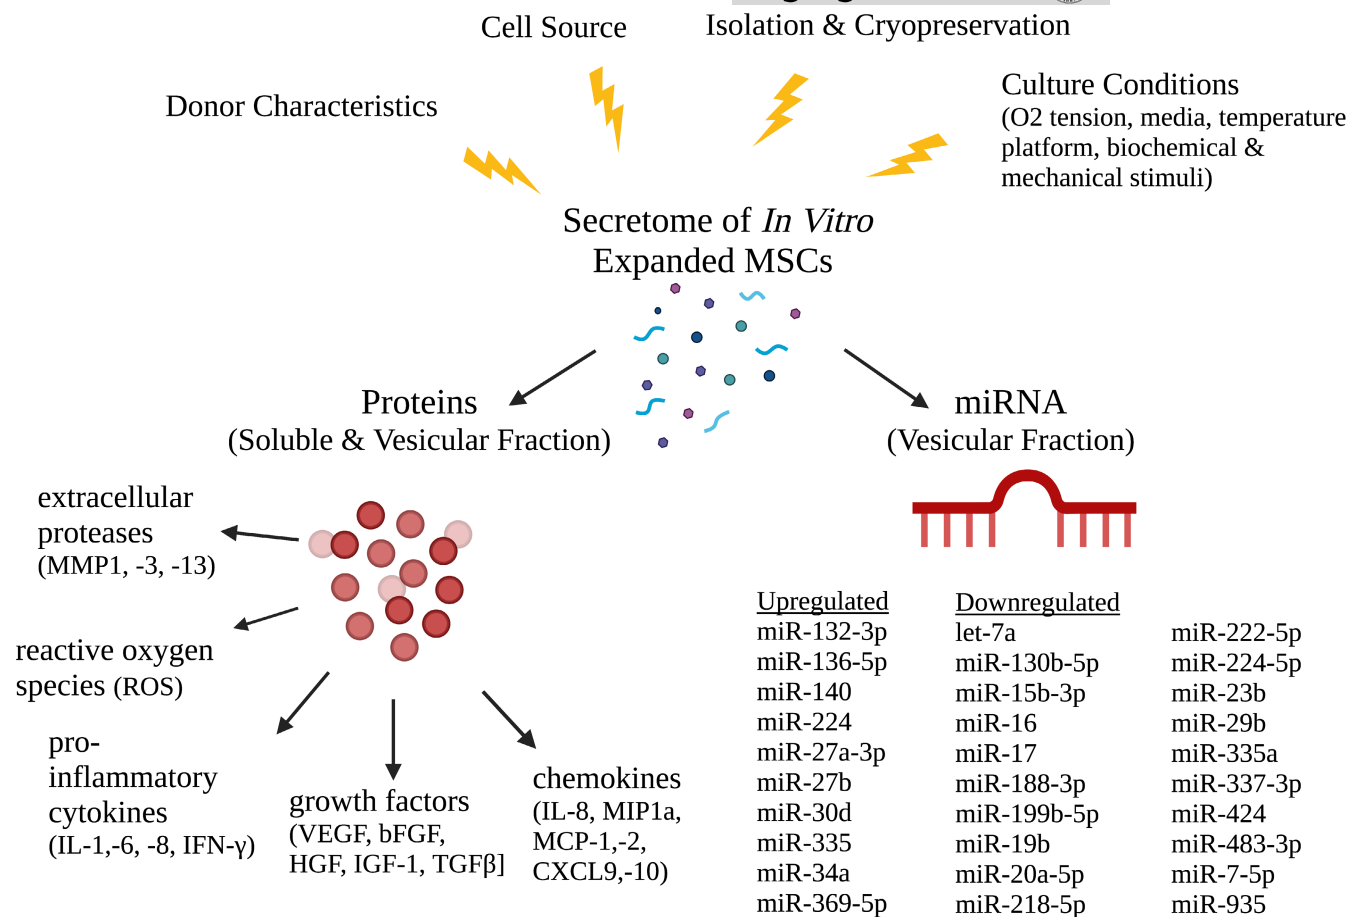 Cell Source
Isolation & Cryopreservation
Donor Characteristics
Culture Conditions
(O2 tension, media, temperature
platform, biochemical &
mechanical stimuli)
Secretome of In Vitro
Expanded MSCs
Proteins
(Soluble & Vesicular Fraction)
miRNA
(Vesicular Fraction)
extracellular
proteases
(MMP1, -3, -13)
reactive oxygen
species (ROS)
pro-
inflammatory
cytokines
(IL-1,-6, -8, IFN-γ)
growth factors
(VEGF, bFGF,
HGF, IGF-1, TGFβ]
chemokines
(IL-8, MIP1a,
MCP-1,-2,
CXCL9,-10)
Upregulated
miR-132-3p
miR-136-5p
miR-140
miR-224
miR-27a-3p
miR-27b
miR-30d
miR-335
miR-34a
miR-369-5p
Downregulated
let-7a
miR-130b-5p
miR-15b-3p
miR-16
miR-17
miR-188-3p
miR-199b-5p
miR-19b
miR-20a-5p
miR-218-5p
miR-222-5p
miR-224-5p
miR-23b
miR-29b
miR-335a
miR-337-3p
miR-424
miR-483-3p
miR-7-5p
miR-935